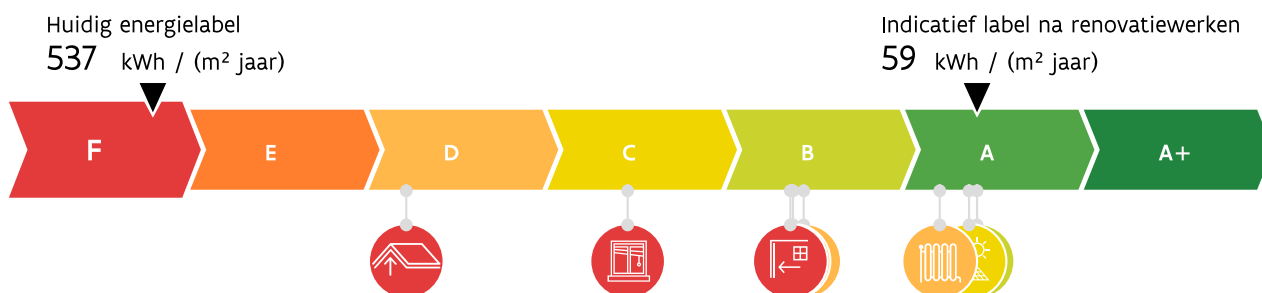 Huidig energielabel
537 kWh / (m² jaar)
Indicatief label na renovatiewerken
59 kWh / (m² jaar)
F
E
D
C
B
A
A+